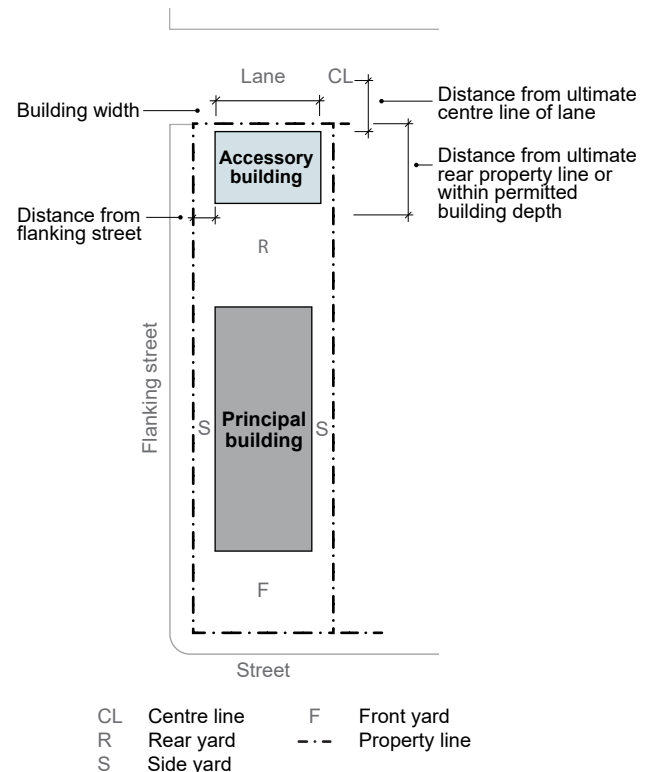 Lane
CL
Building width
Distance from ultimate
centre line of lane
Accessory
building
Distance from ultimate
rear property line or
within permitted
building depth
Distance from
flanking street
R
Flanking street
S
Principal
building
S
F
Street
CL Centre line
R Rear yard
S Side yard
F Front yard
Property line